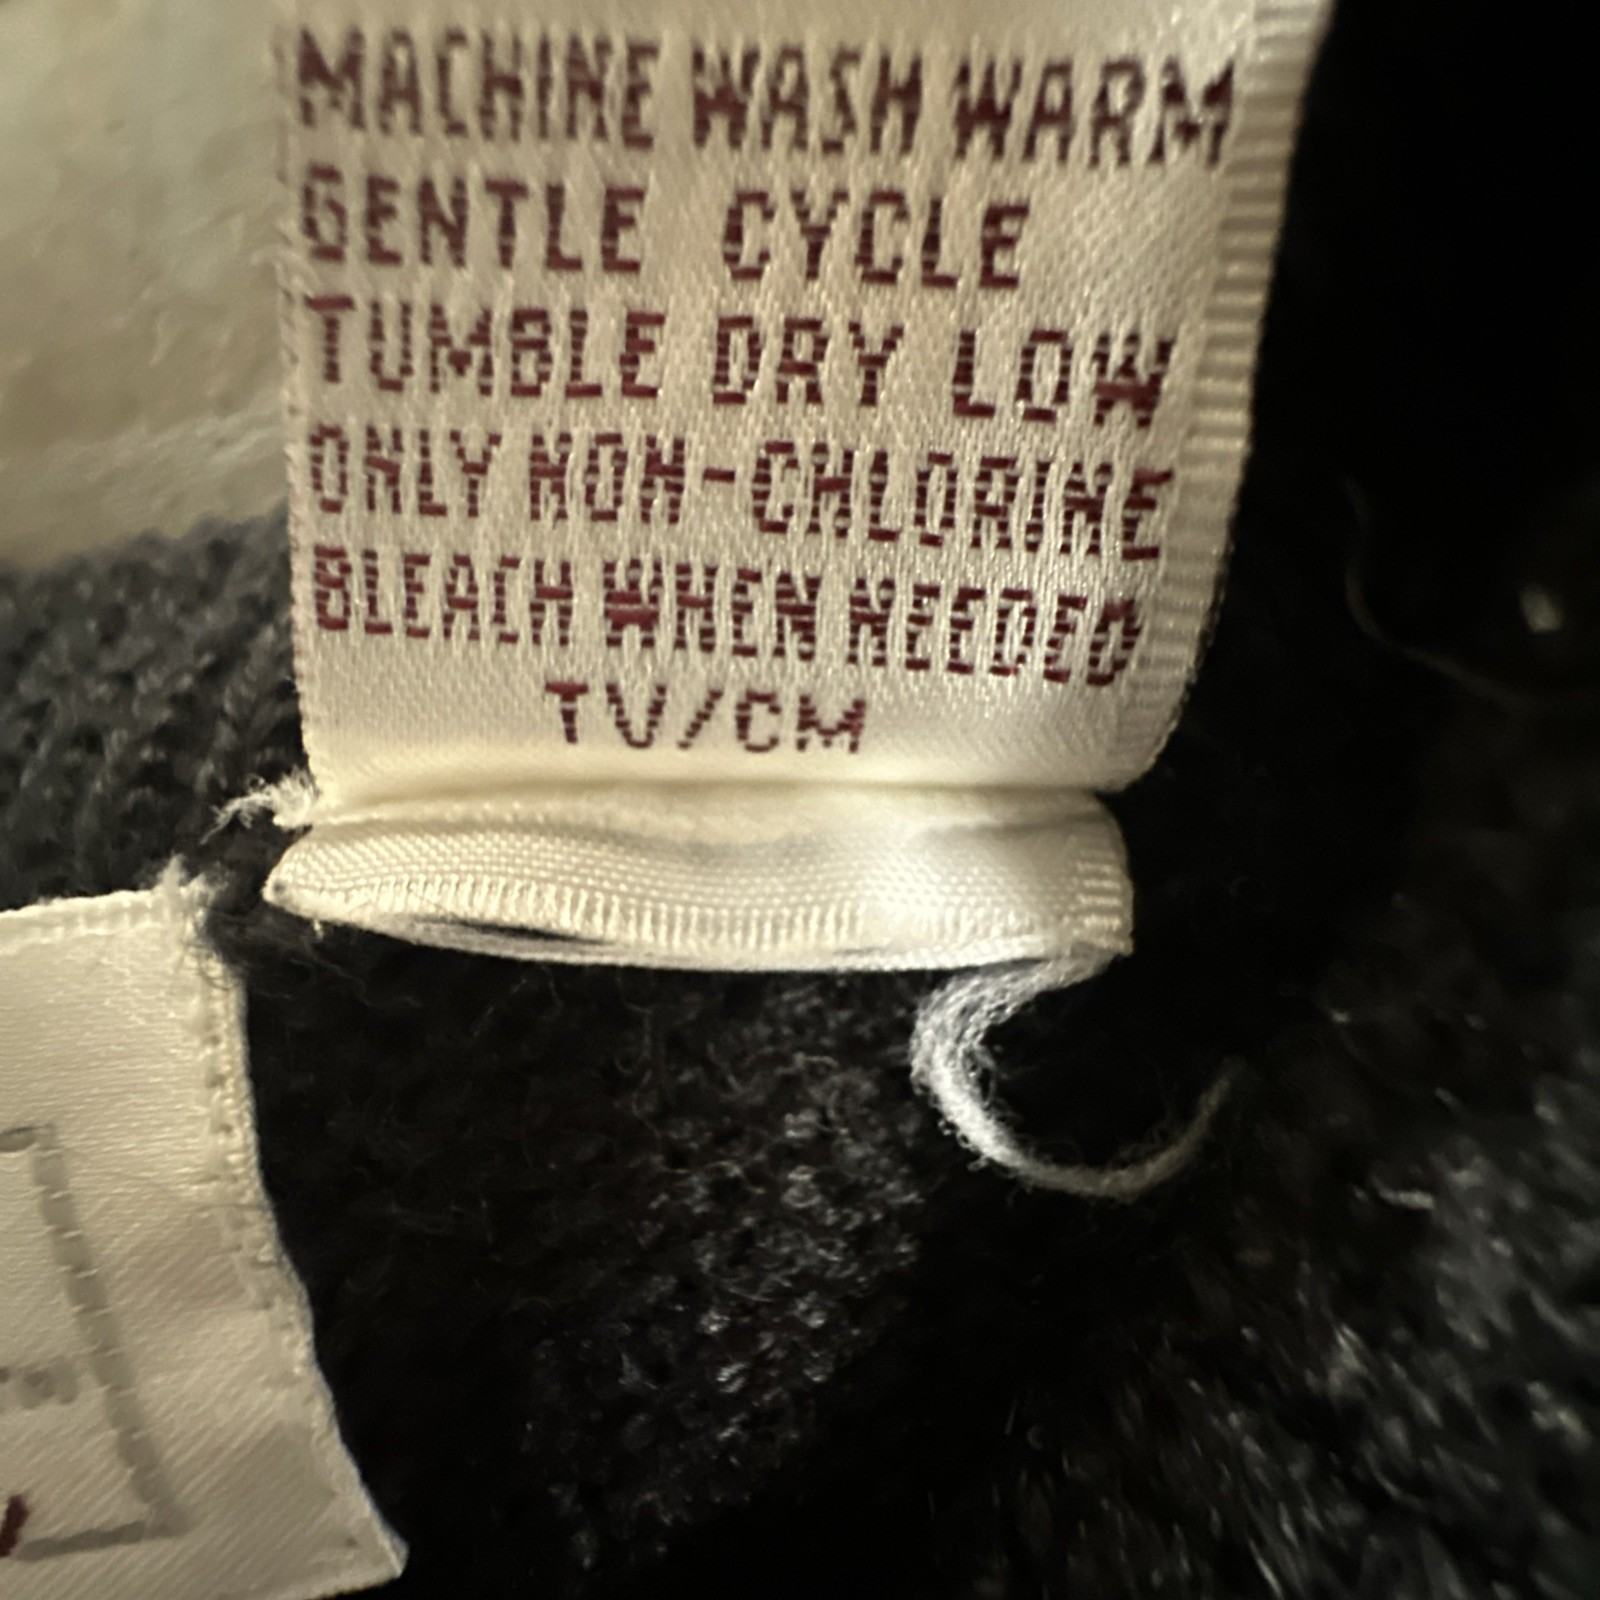 MACHINE WASH WARM
GENTLE CYCLE
TUMBLE DRY LOW
ONLY NON-CHLORINE
BLEACH WHEN NEEDED
TV/CM